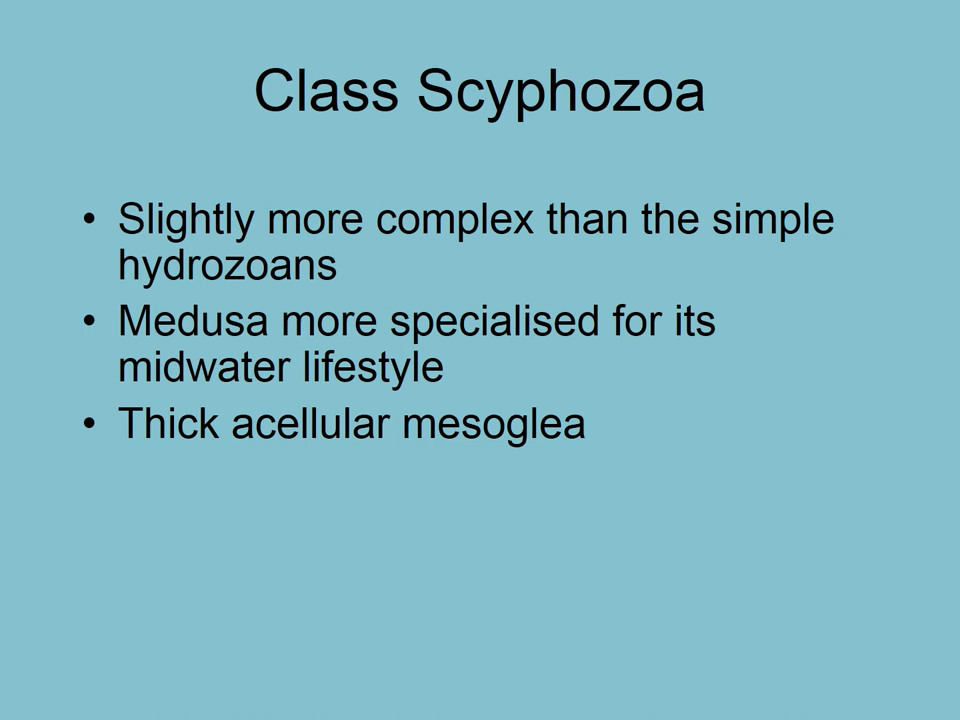 Class Scyphozoa
• Slightly more complex than the simple
hydrozoans
• Medusa more specialised for its
midwater lifestyle
• Thick acellular mesoglea